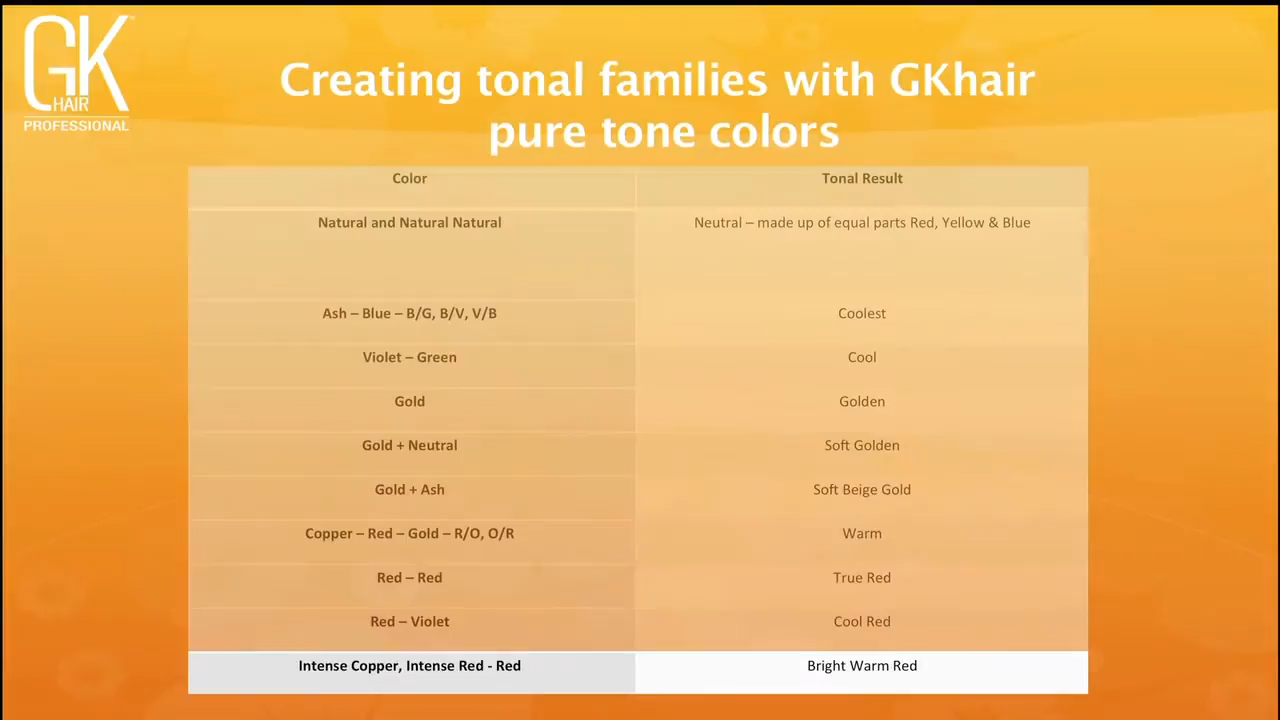 GK
HAIR
PROFESSIONAL
Creating tonal families with GKhair
pure tone colors
Color Tonal Result
Natural and Natural Natural Neutral – made up of equal parts Red, Yellow & Blue
Ash – Blue – B/G, B/V, V/B Coolest
Violet – Green Cool
Gold Golden
Gold + Neutral Soft Golden
Gold + Ash Soft Beige Gold
Copper – Red – Gold – R/O, O/R Warm
Red – Red True Red
Red – Violet Cool Red
Intense Copper, Intense Red - Red Bright Warm Red